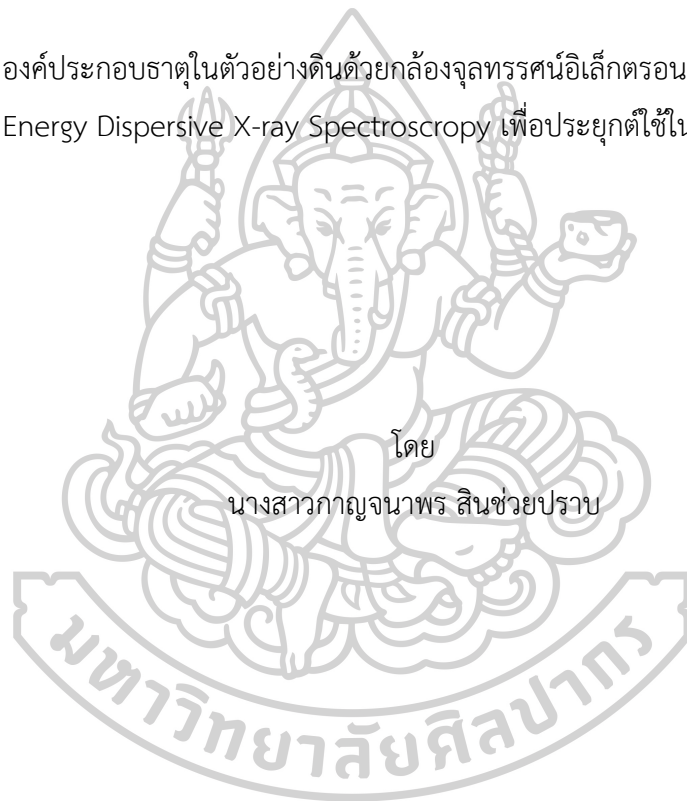 องค์ประกอบธาตุในตัวอย่างดินด้วยกล้องจุลทรรศน์อิเล็กตรอน
Energy Dispersive X-ray Spectroscropy เพื่อประยุกต์ใช้ใน
โดย
นางสาวกาญจนาพร สินช่วยปราบ
มหาวิทยาลัยศิลปากร